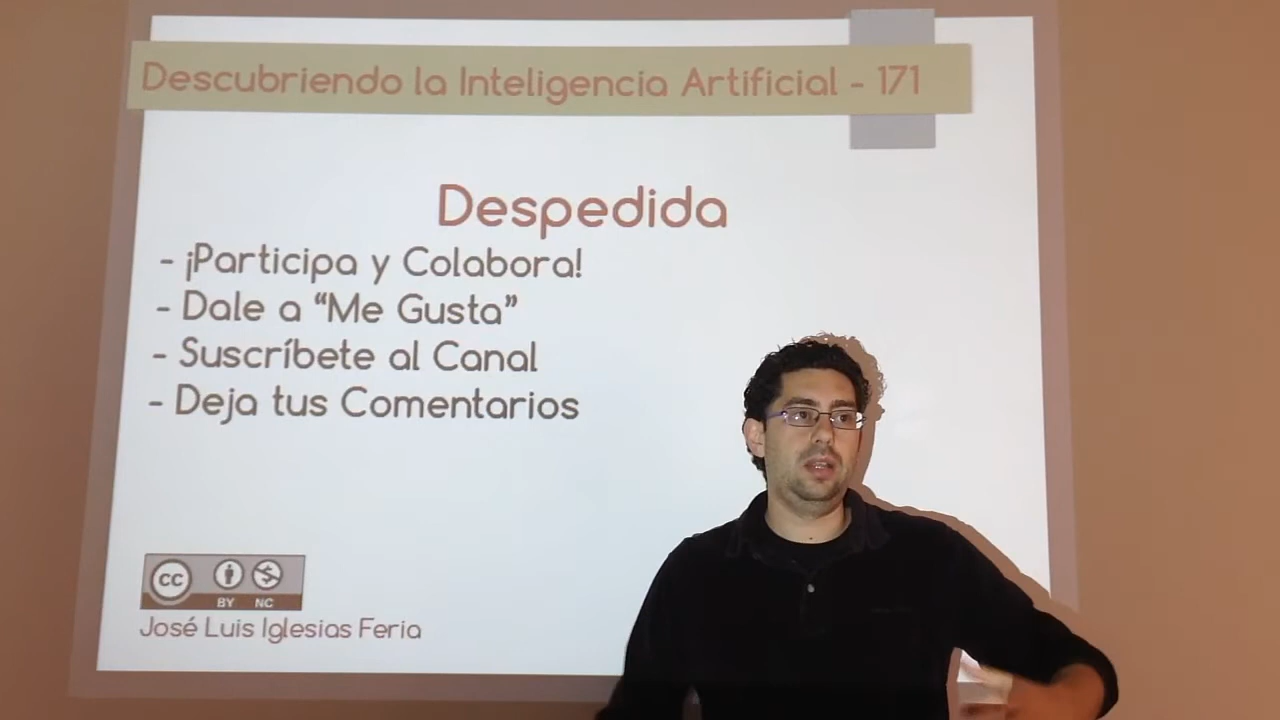 Descubriendo la Inteligencia Artificial - 171
Despedida
- ¡Participa y Colabora!
- Dale a “Me Gusta”
- Suscríbete al Canal
- Deja tus Comentarios
cc
BY NC
José Luis Iglesias Feria